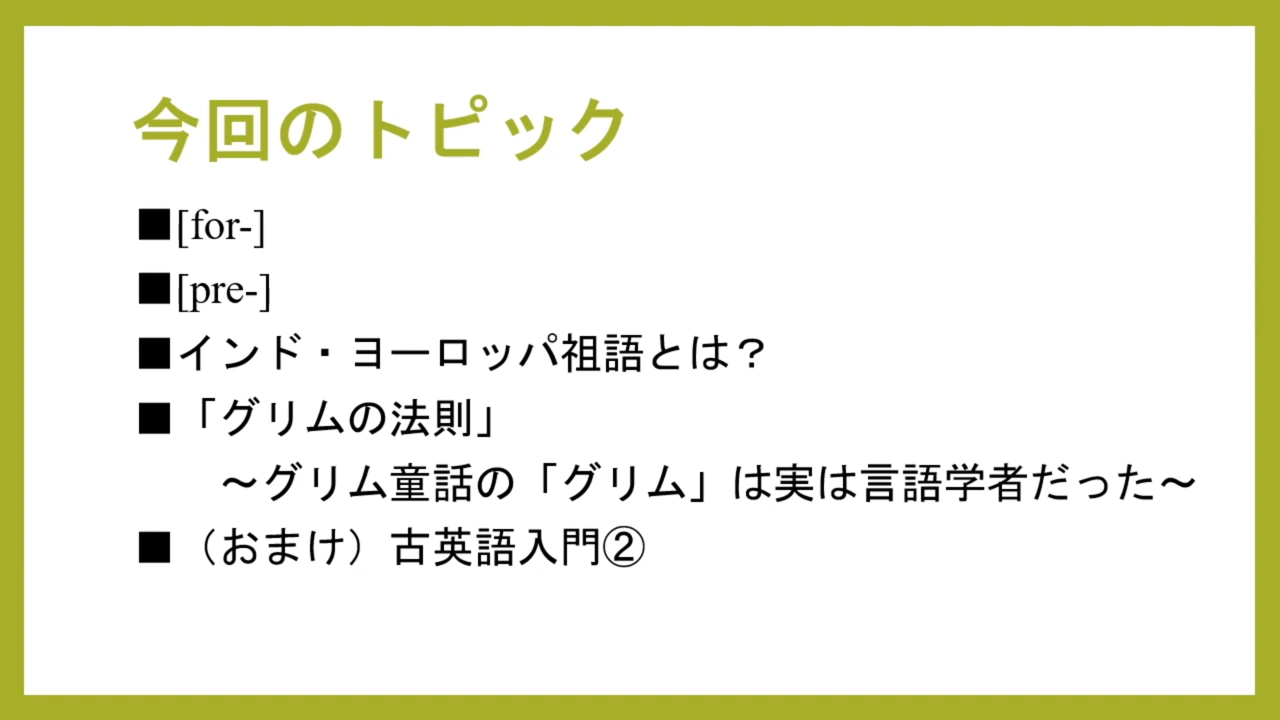 今回のトピック
■[for-]
■[pre-]
■インド・ヨーロッパ祖語とは？
■「グリムの法則」
～グリム童話の「グリム」は実は言語学者だった～
■（おまけ）古英語入門②